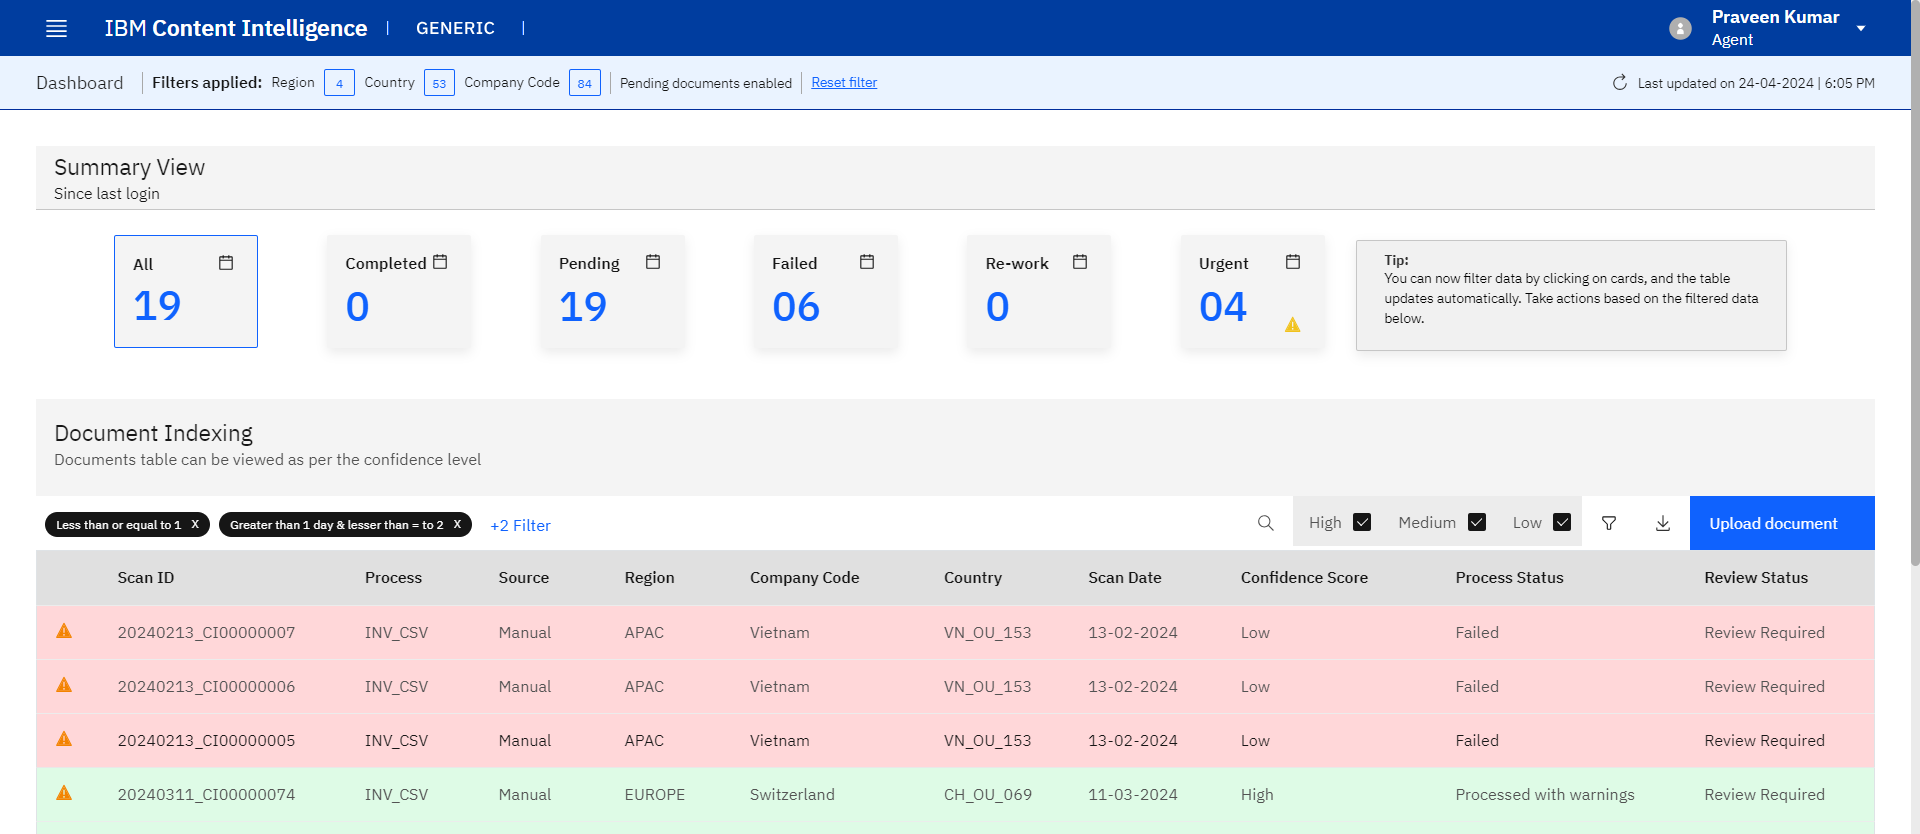 IBM Content Intelligence | GENERIC |
Praveen Kumar
Agent
Dashboard Filters applied: Region 4 Country 53 Company Code 84 Pending documents enabled Reset filter Last updated on 24-04-2024 | 6:05 PM
Summary View
Since last login
All
19
Completed
0
Pending
19
Failed
06
Re-work
0
Urgent
04
Tip:
You can now filter data by clicking on cards, and the table
updates automatically. Take actions based on the filtered data
below.
Document Indexing
Documents table can be viewed as per the confidence level
Less than or equal to 1 X Greater than 1 day & lesser than = to 2 X +2 Filter High Medium Low Upload document
Scan ID Process Source Region Company Code Country Scan Date Confidence Score Process Status Review Status
20240213_CI00000007 INV_CSV Manual APAC Vietnam VN_OU_153 13-02-2024 Low Failed Review Required
20240213_CI00000006 INV_CSV Manual APAC Vietnam VN_OU_153 13-02-2024 Low Failed Review Required
20240213_CI00000005 INV_CSV Manual APAC Vietnam VN_OU_153 13-02-2024 Low Failed Review Required
20240311_CI00000074 INV_CSV Manual EUROPE Switzerland CH_OU_069 11-03-2024 High Processed with warnings Review Required